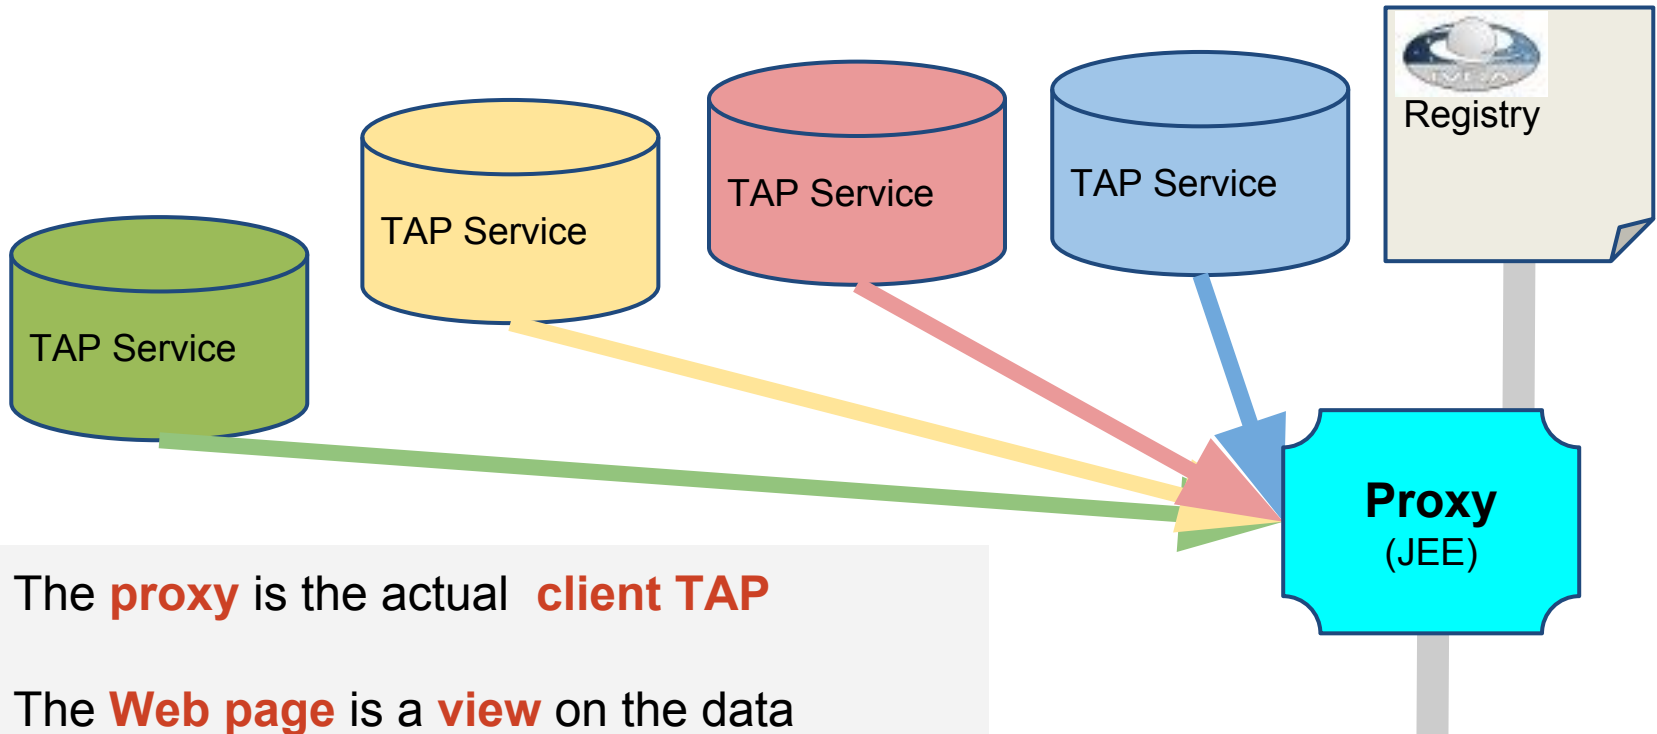 Registry
TAP Service
TAP Service
TAP Service
TAP Service
Proxy
(JEE)
The proxy is the actual client TAP
The Web page is a view on the data